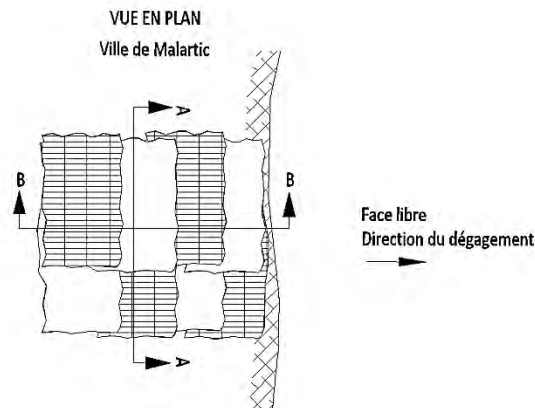 VUE EN PLAN
Ville de Malartic
A
B
B
Face libre
Direction du dégagement
A